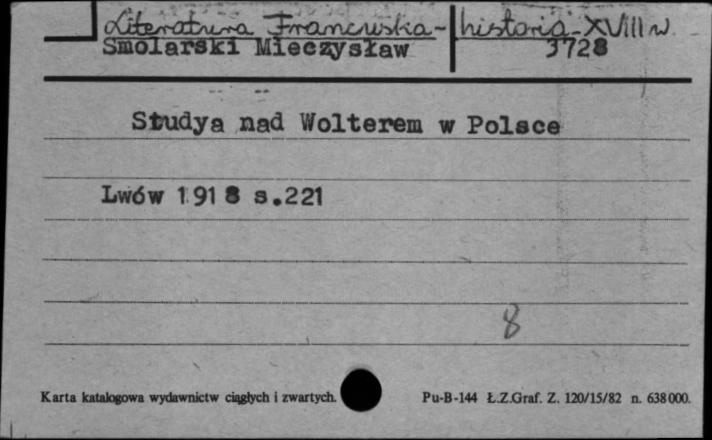 Literatura Francuska - historia - XVIII w.
Smolarski Mieczysław 3728
Studya nad Wolterem w Polsce
Lwów 1918 s.221
8
Karta katalogowa wydawnictw ciągłych i zwartych. Pu-B-144 Ł.Z.Graf. Z. 120/15/82 n. 638000.